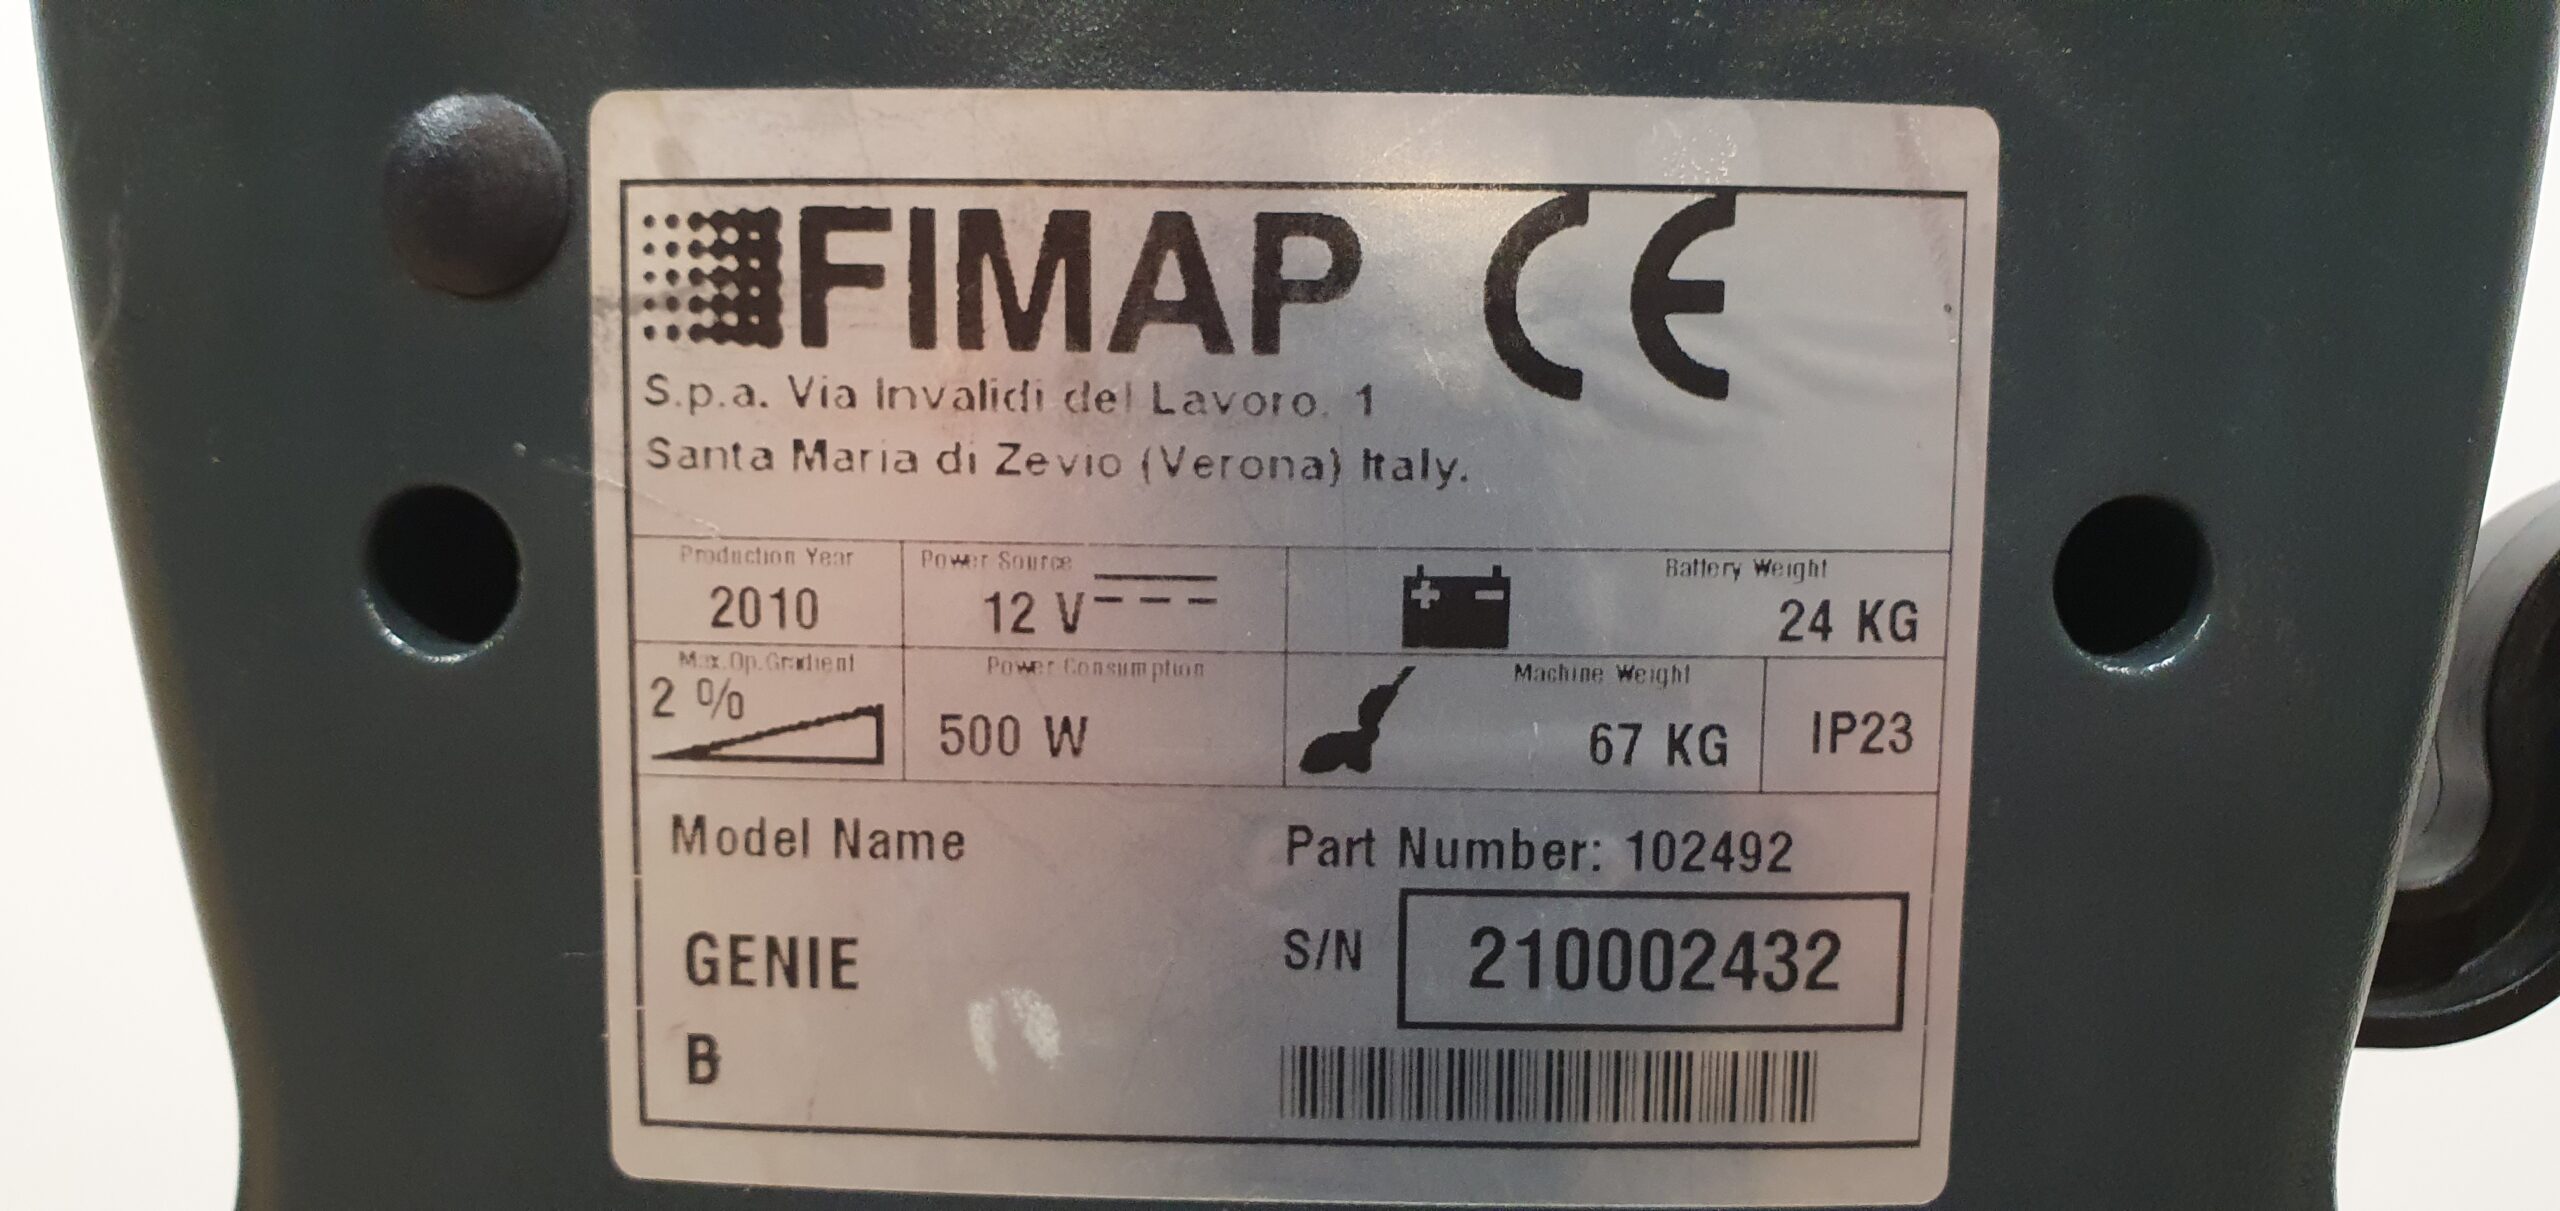 FIMAP CE
S.p.a. Via Invalidi del Lavoro, 1
Santa Maria di Zevio (Verona) Italy.
Production Year
2010
Power Source
12 V
+ -
Battery Weight
24 KG
Max.Op.Gradient
2 %
Power Consumption
500 W
Machine Weight
67 KG
IP23
Model Name
GENIE
B
Part Number: 102492
S/N 210002432